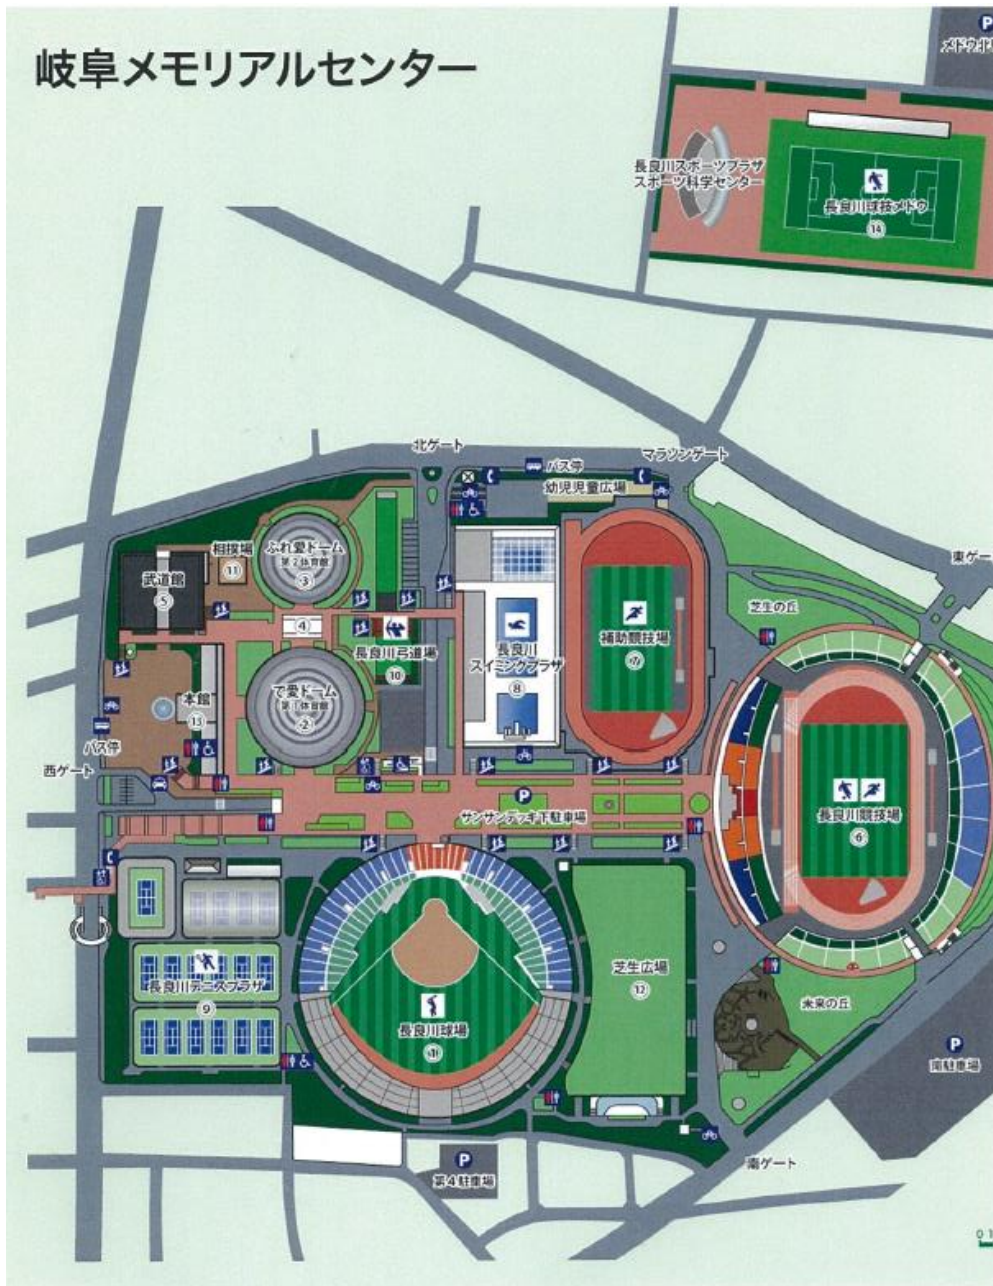 岐阜メモリアルセンター
P
長良川スポーツプラザ
スポーツ科学センター
長良川球技メドウ
14
北ゲート
マラソンゲート
バス停
幼児児童広場
相撲場
11
ふれ愛ドーム
第2体育館
3
武道館
5
4
長良川弓道場
10
で愛ドーム
第1体育館
2
本館
13
バス停
西ゲート
長良川
スイミングプラザ
8
補助競技場
7
芝生の丘
長良川競技場
6
P
サンサンデッキ下駐車場
長良川テニスプラザ
9
長良川球場
1
芝生広場
12
未来の丘
P
南駐車場
P
第4駐車場
南ゲート